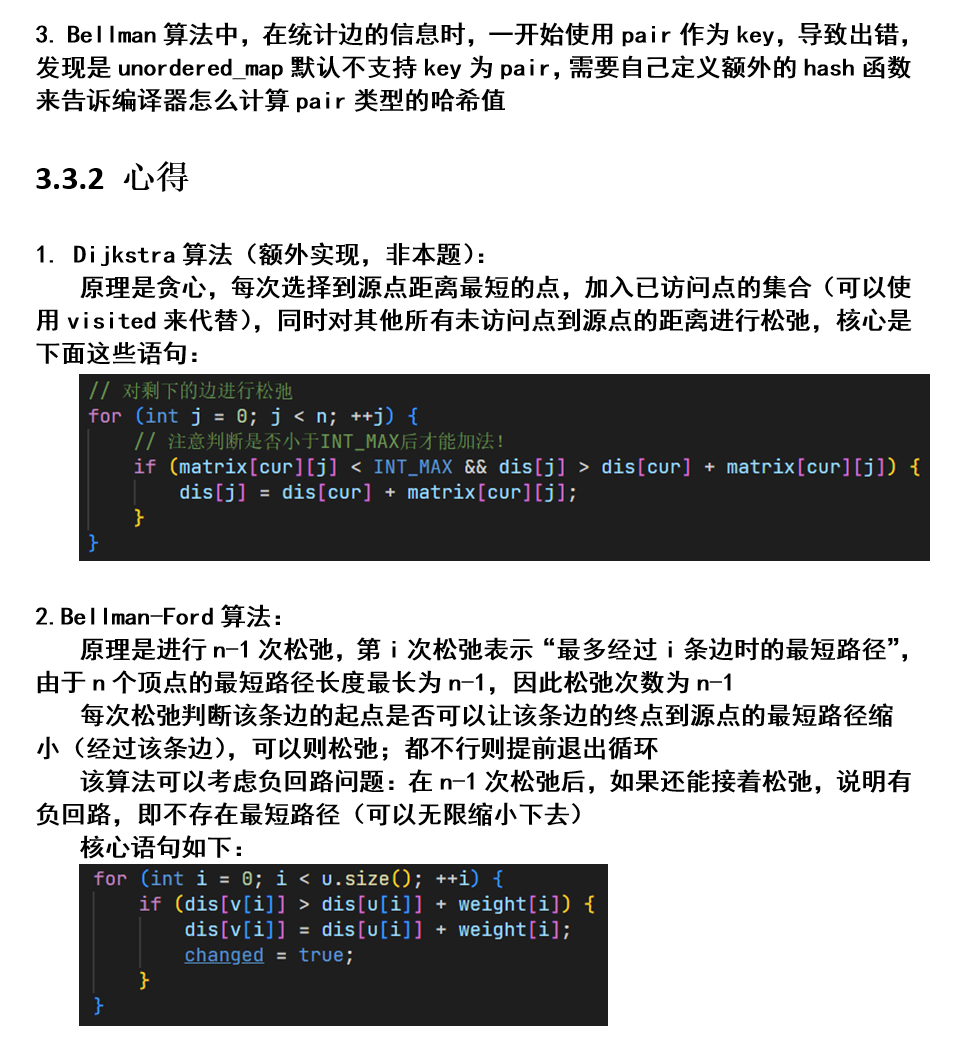 3. Bellman 算法中，在统计边的信息时，一开始使用 pair 作为 key，导致出错，
发现是 unordered_map 默认不支持 key 为 pair，需要自己定义额外的 hash 函数
来告诉编译器怎么计算 pair 类型的哈希值
3.3.2 心得
1. Dijkstra 算法（额外实现，非本题）：
原理是贪心，每次选择到源点距离最短的点，加入已访问点的集合（可以使
用 visited 来代替），同时对其他所有未访问点到源点的距离进行松弛，核心是
下面这些语句：
// 对剩下的边进行松弛
for (int j = 0; j < n; ++j) {
// 注意判断是否小于INT_MAX后才能加法!
if (matrix[cur][j] < INT_MAX && dis[j] > dis[cur] + matrix[cur][j]) {
dis[j] = dis[cur] + matrix[cur][j];
}
}
2. Bellman-Ford 算法：
原理是进行 n-1 次松弛，第 i 次松弛表示“最多经过 i 条边时的最短路径”，
由于 n 个顶点的最短路径长度最长为 n-1，因此松弛次数为 n-1
每次松弛判断该条边的起点是否可以让该条边的终点到源点的最短路径缩
小（经过该条边），可以则松弛；都不行则提前退出循环
该算法可以考虑负回路问题：在 n-1 次松弛后，如果还能接着松弛，说明有
负回路，即不存在最短路径（可以无限缩小下去）
核心语句如下：
for (int i = 0; i < u.size(); ++i) {
if (dis[v[i]] > dis[u[i]] + weight[i]) {
dis[v[i]] = dis[u[i]] + weight[i];
changed = true;
}
}